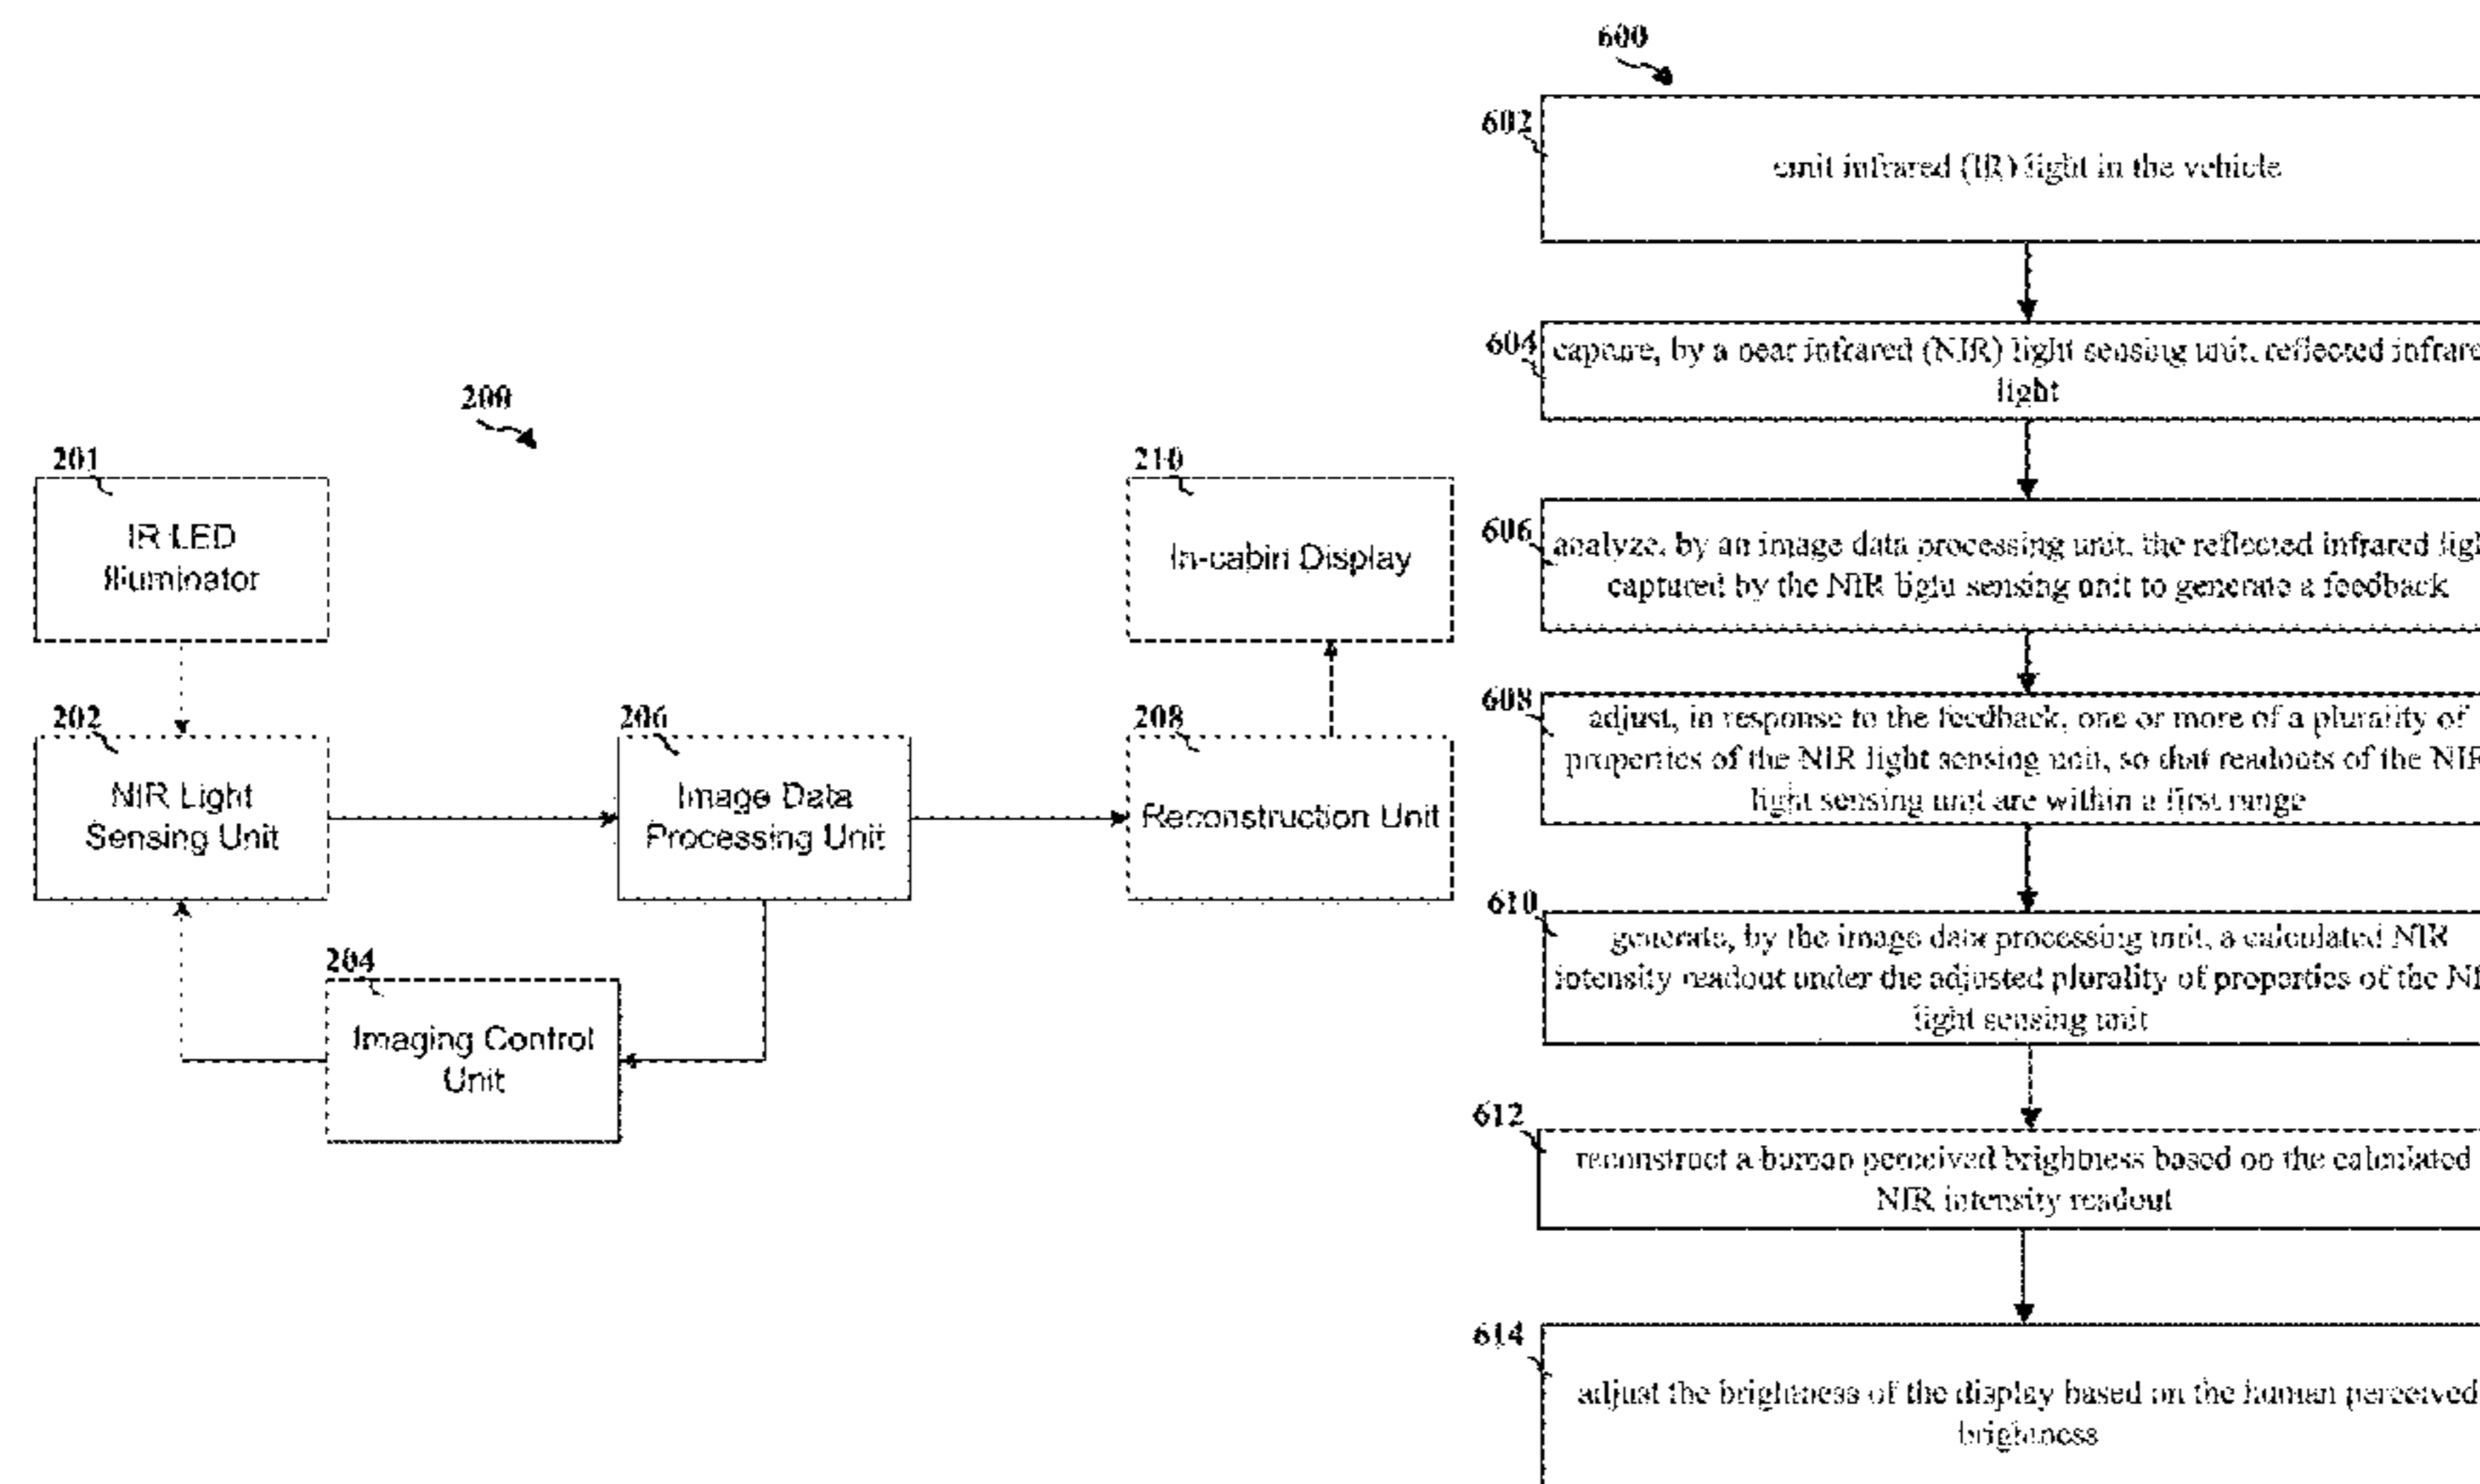 200
201
IR LED
Illuminator
210
In-cabin Display
202
NIR Light
Sensing Unit
206
Image Data
Processing Unit
208
Reconstruction Unit
204
Imaging Control
Unit
600
602
emit infrared (IR) light in the vehicle
604
capture, by a near infrared (NIR) light sensing unit, reflected infrare
light
606
analyze, by an image data processing unit, the reflected infrared ligh
captured by the NIR light sensing unit to generate a feedback
608
adjust, in response to the feedback, one or more of a plurality of
properties of the NIR light sensing unit, so that readouts of the NIR
light sensing unit are within a first range
610
generate, by the image data processing unit, a calculated NIR
intensity readout under the adjusted plurality of properties of the NI
light sensing unit
612
reconstruct a human perceived brightness based on the calculated
NIR intensity readout
614
adjust the brightness of the display based on the human perceived
brightness